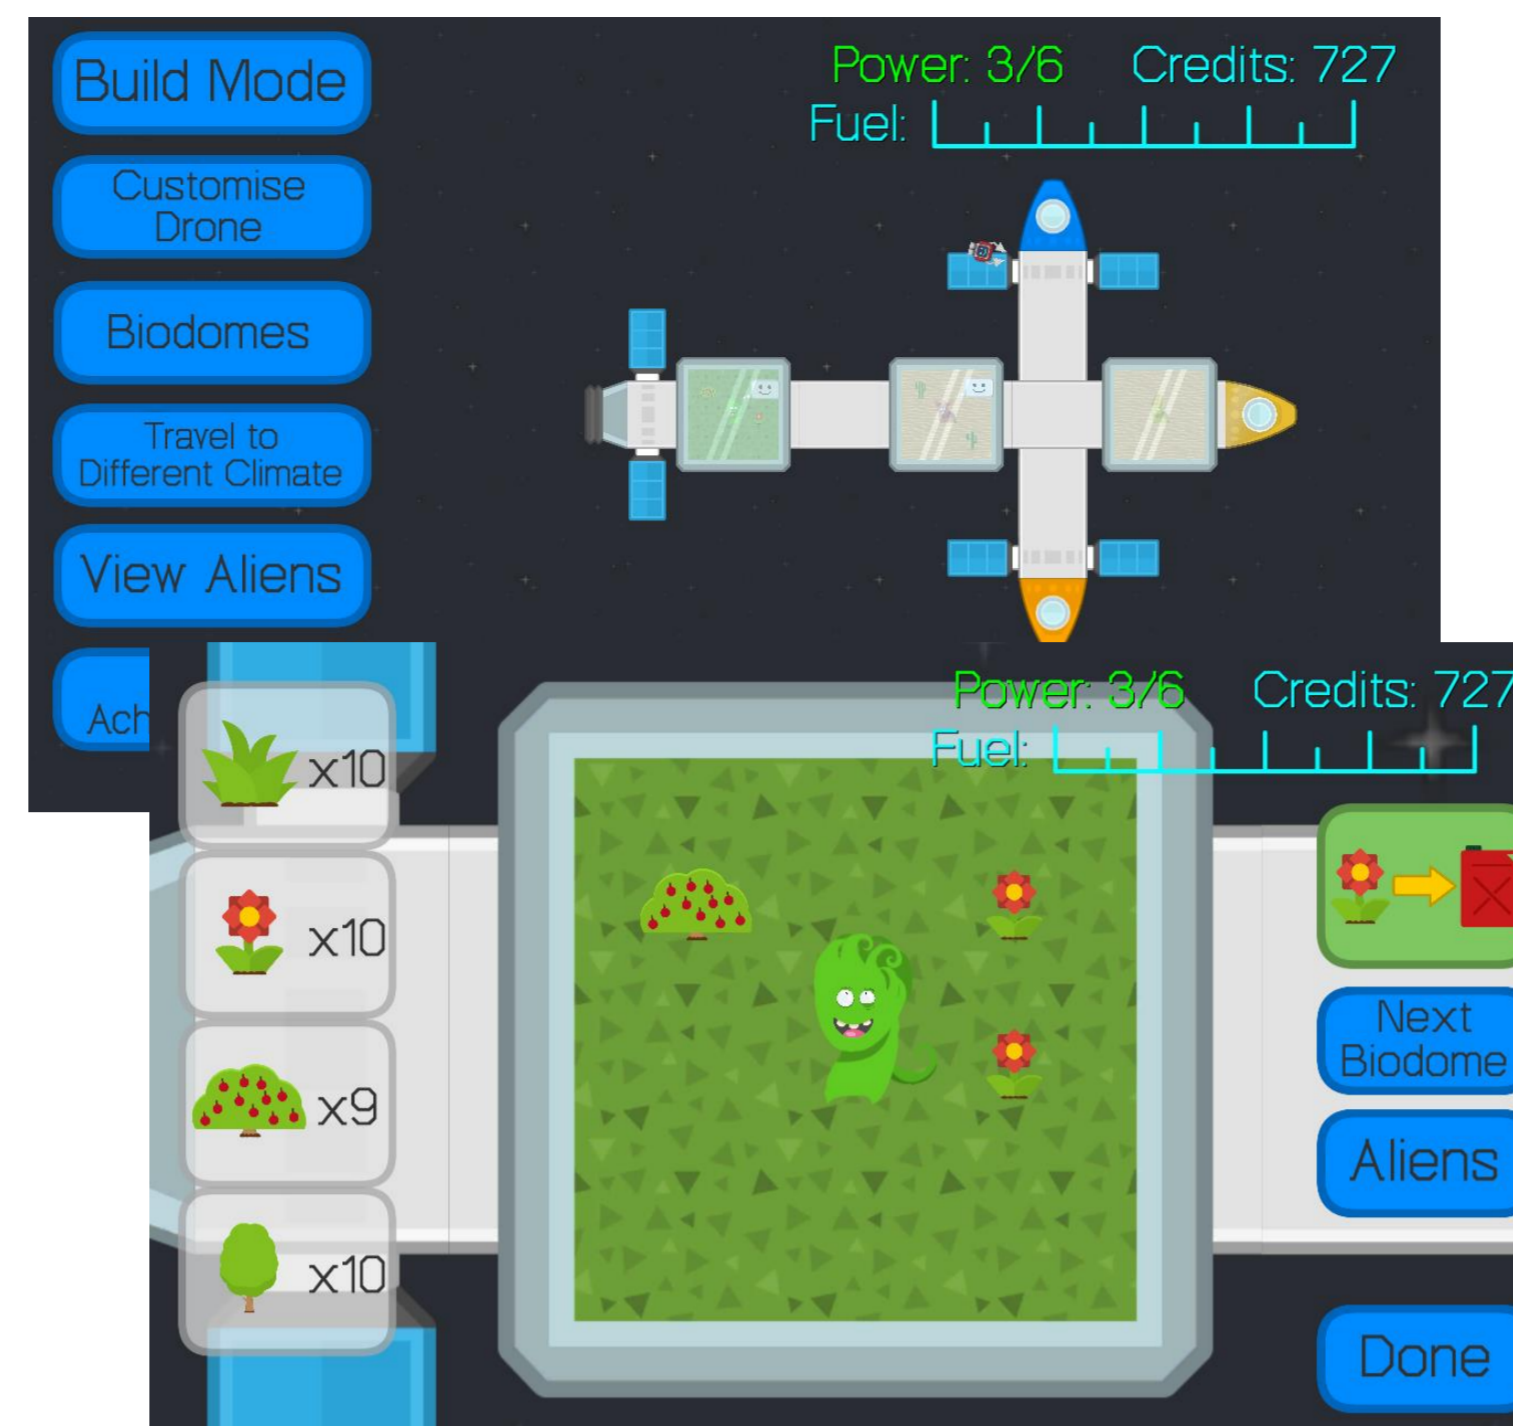 Build Mode
Power: 3/6
Credits: 727
Fuel:
Customise
Drone
Biodomes
Travel to
Different Climate
View Aliens
Ach
Power: 3/6
Credits: 727
Fuel:
x10
x10
x9
x10
Next
Biodome
Aliens
Done